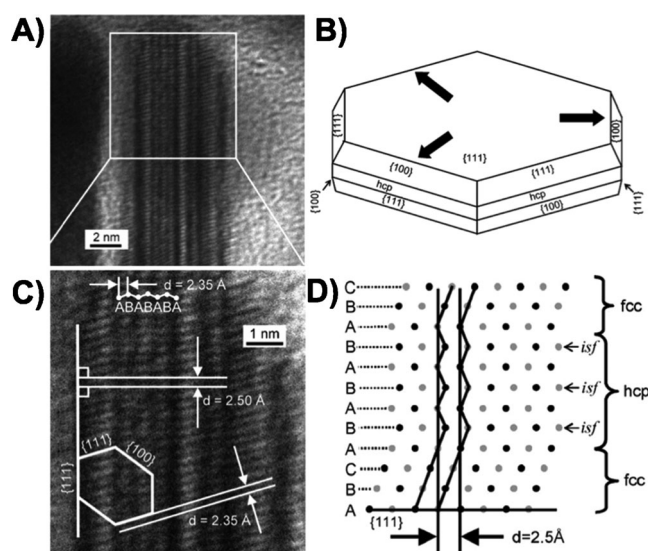 A)
2 nm
B)
{111}
{100}
{100}
{111}
{100}
hcp
{111}
{111}
hcp
{100}
{100}
{111}
C)
d = 2.35 Å
ABABABA
1 nm
d = 2.50 Å
{111}
{100}
{111}
d = 2.35 Å
D)
C
B
A
B isf
A
B isf
A
B isf
A
C
B
A
{111}
fcc
hcp
fcc
d=2.5Å